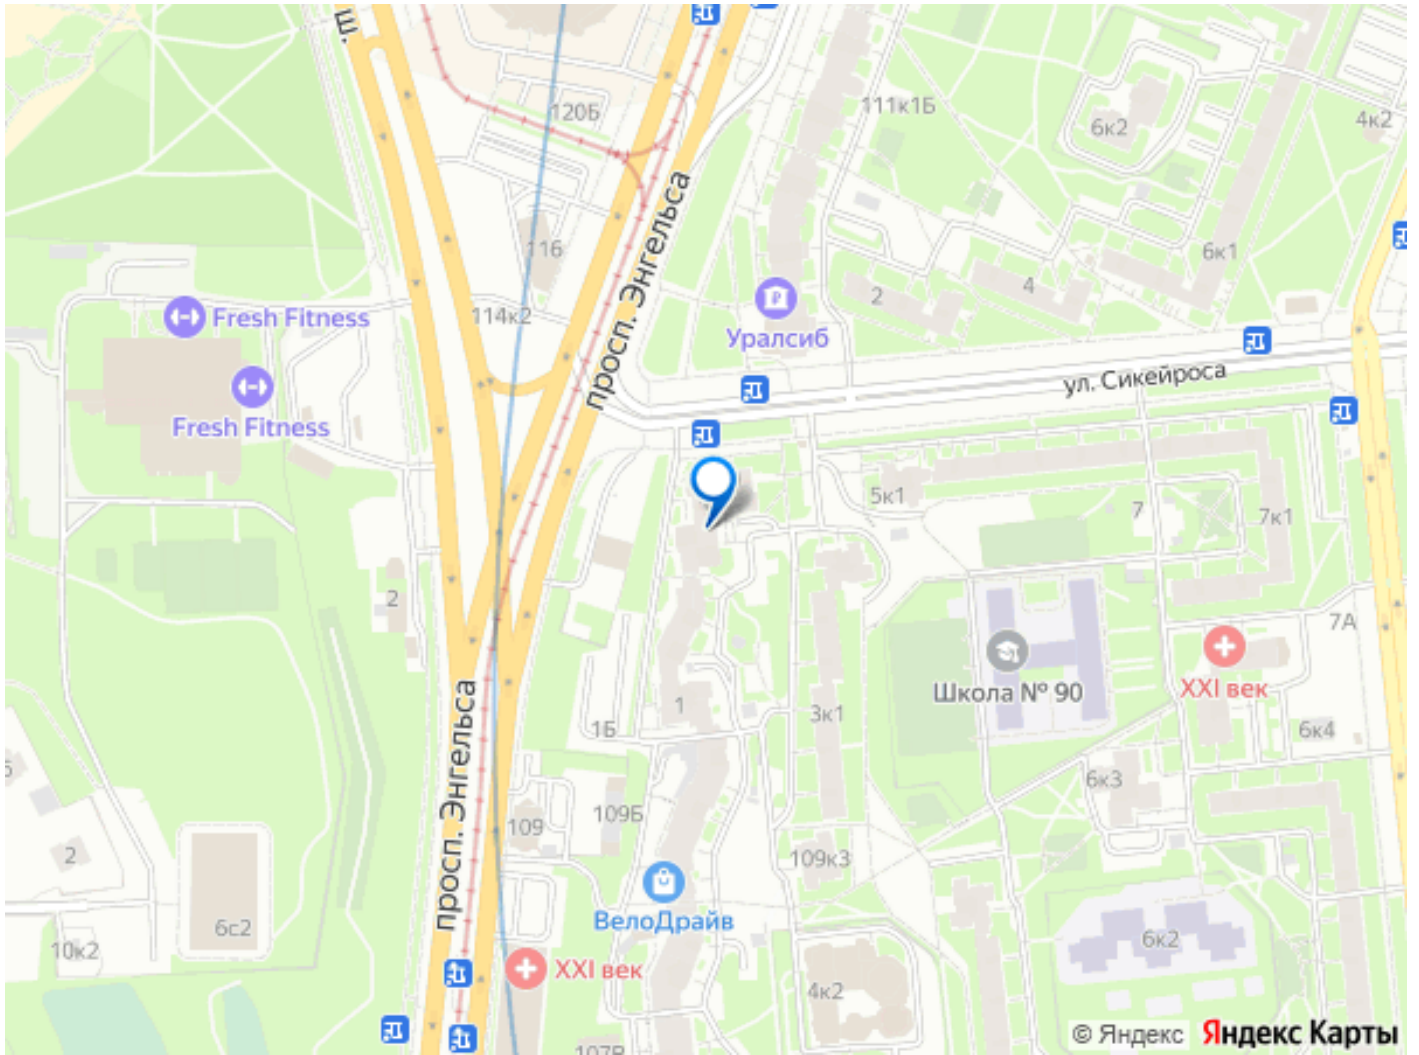 Ш.
120Б
111к1Б
6к2
4к2
116
просп. Энгельса
6к1
4
2
Fresh Fitness
114к2
Уралсиб
ул. Сикейроса
Fresh Fitness
5к1
7
7к1
2
7А
Школа № 90
XXI век
1
3к1
1Б
6к4
просп. Энгельса
6к3
109
109Б
2
109к3
ВелоДрайв
6с2
10к2
6к2
XXI век
4к2
107В
© Яндекс Яндекс Карты